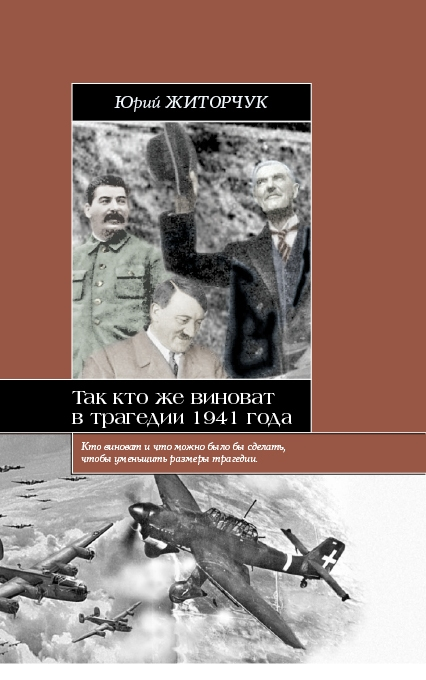 Юрий ЖИТОРЧУК
Так кто же виноват
в трагедии 1941 года
Кто виноват и что можно было бы сделать,
чтобы уменьшить размеры трагедии.